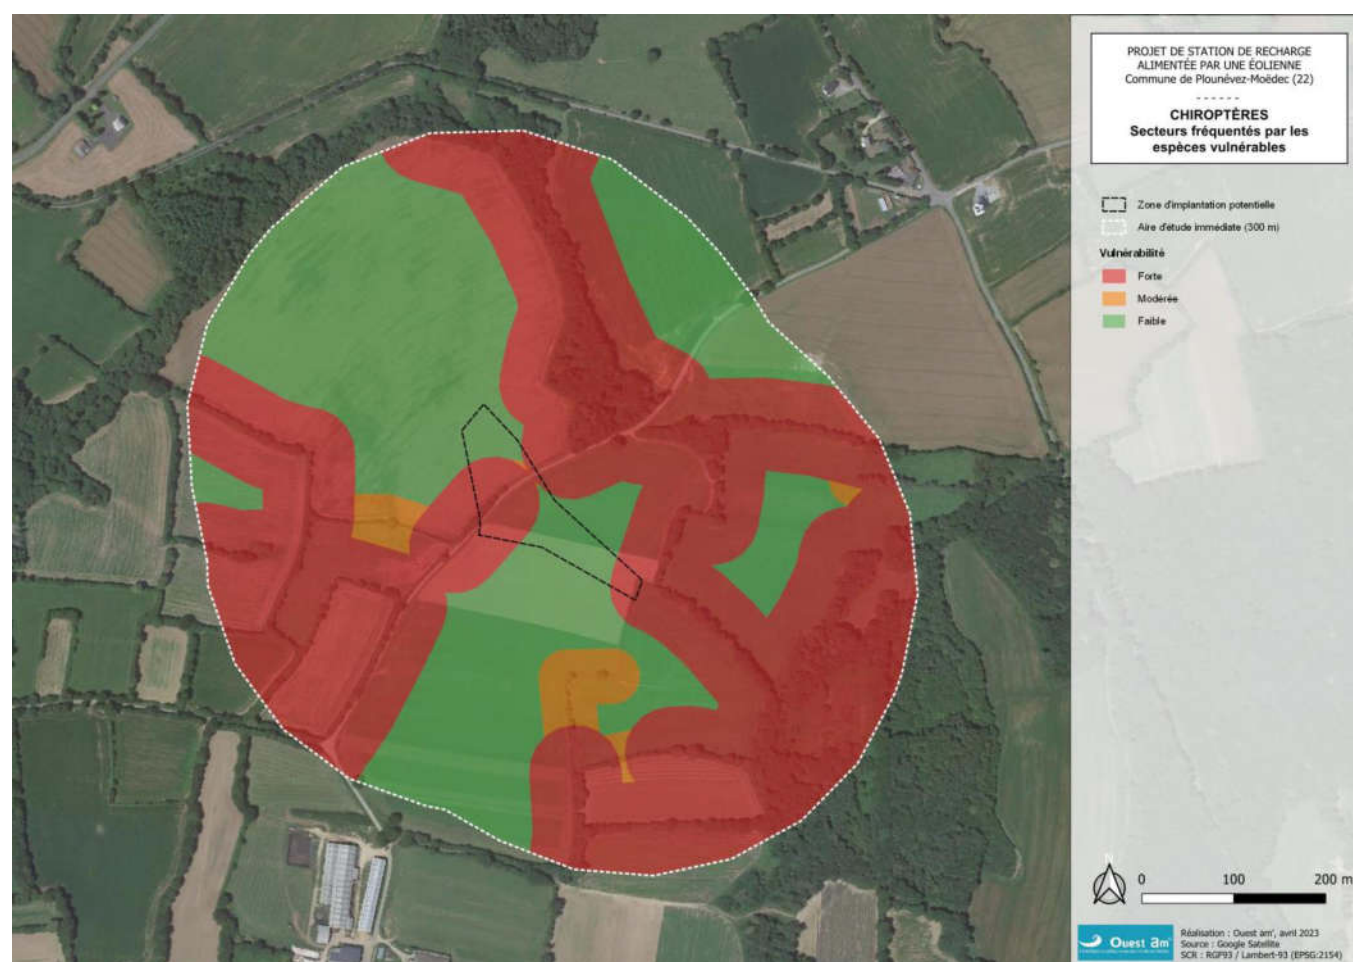 PROJET DE STATION DE RECHARGE
ALIMENTÉE PAR UNE ÉOLIENNE
Commune de Plounévez-Moëdec (22)
------
CHIROPTÈRES
Secteurs fréquentés par les
espèces vulnérables
Zone d'implantation potentielle
Aire d'étude immédiate (300 m)
Vulnérabilité
Forte
Modérée
Faible
N
0 100 200 m
Ouest am'
Réalisation : Ouest am', avril 2023
Source : Google Satellite
SCR : RGF93 / Lambert-93 (EPSG:2154)